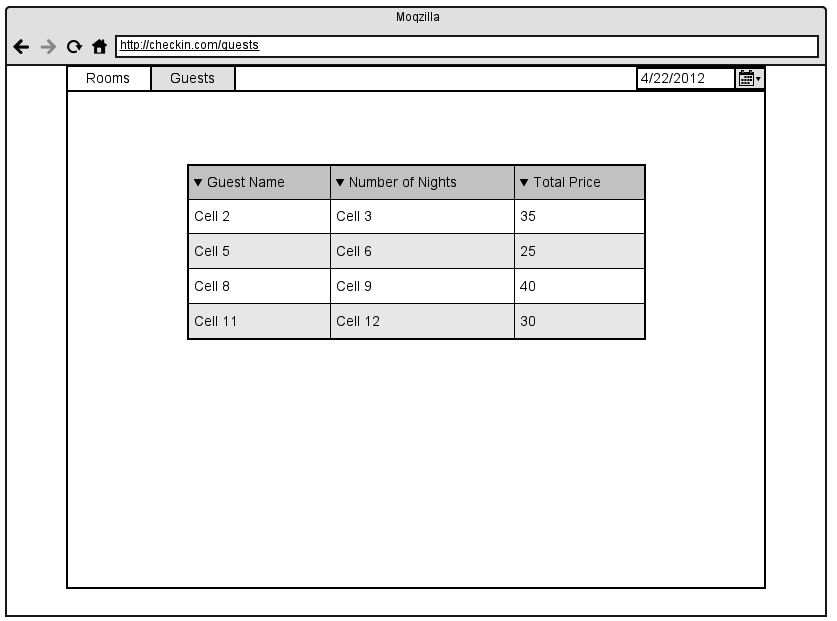 Moqzilla
http://checkin.com/guests
Rooms Guests 4/22/2012
Guest Name Number of Nights Total Price
Cell 2 Cell 3 35
Cell 5 Cell 6 25
Cell 8 Cell 9 40
Cell 11 Cell 12 30